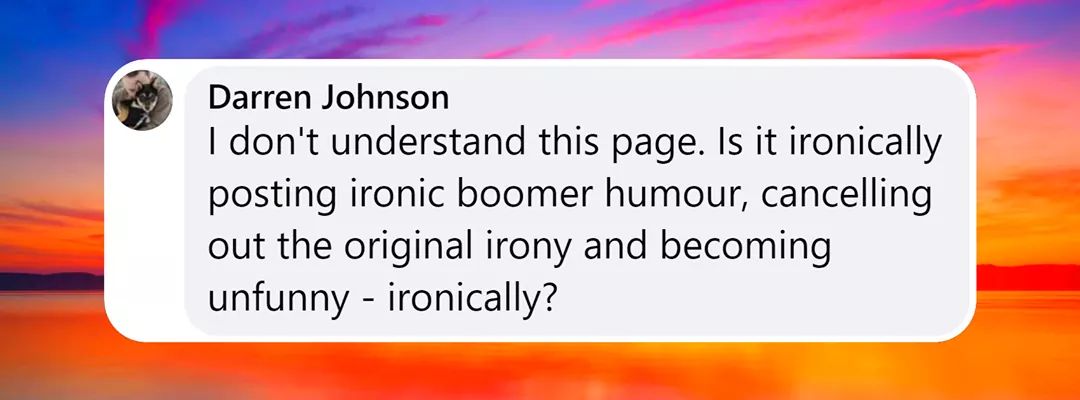 Darren Johnson
I don't understand this page. Is it ironically
posting ironic boomer humour, cancelling
out the original irony and becoming
unfunny - ironically?